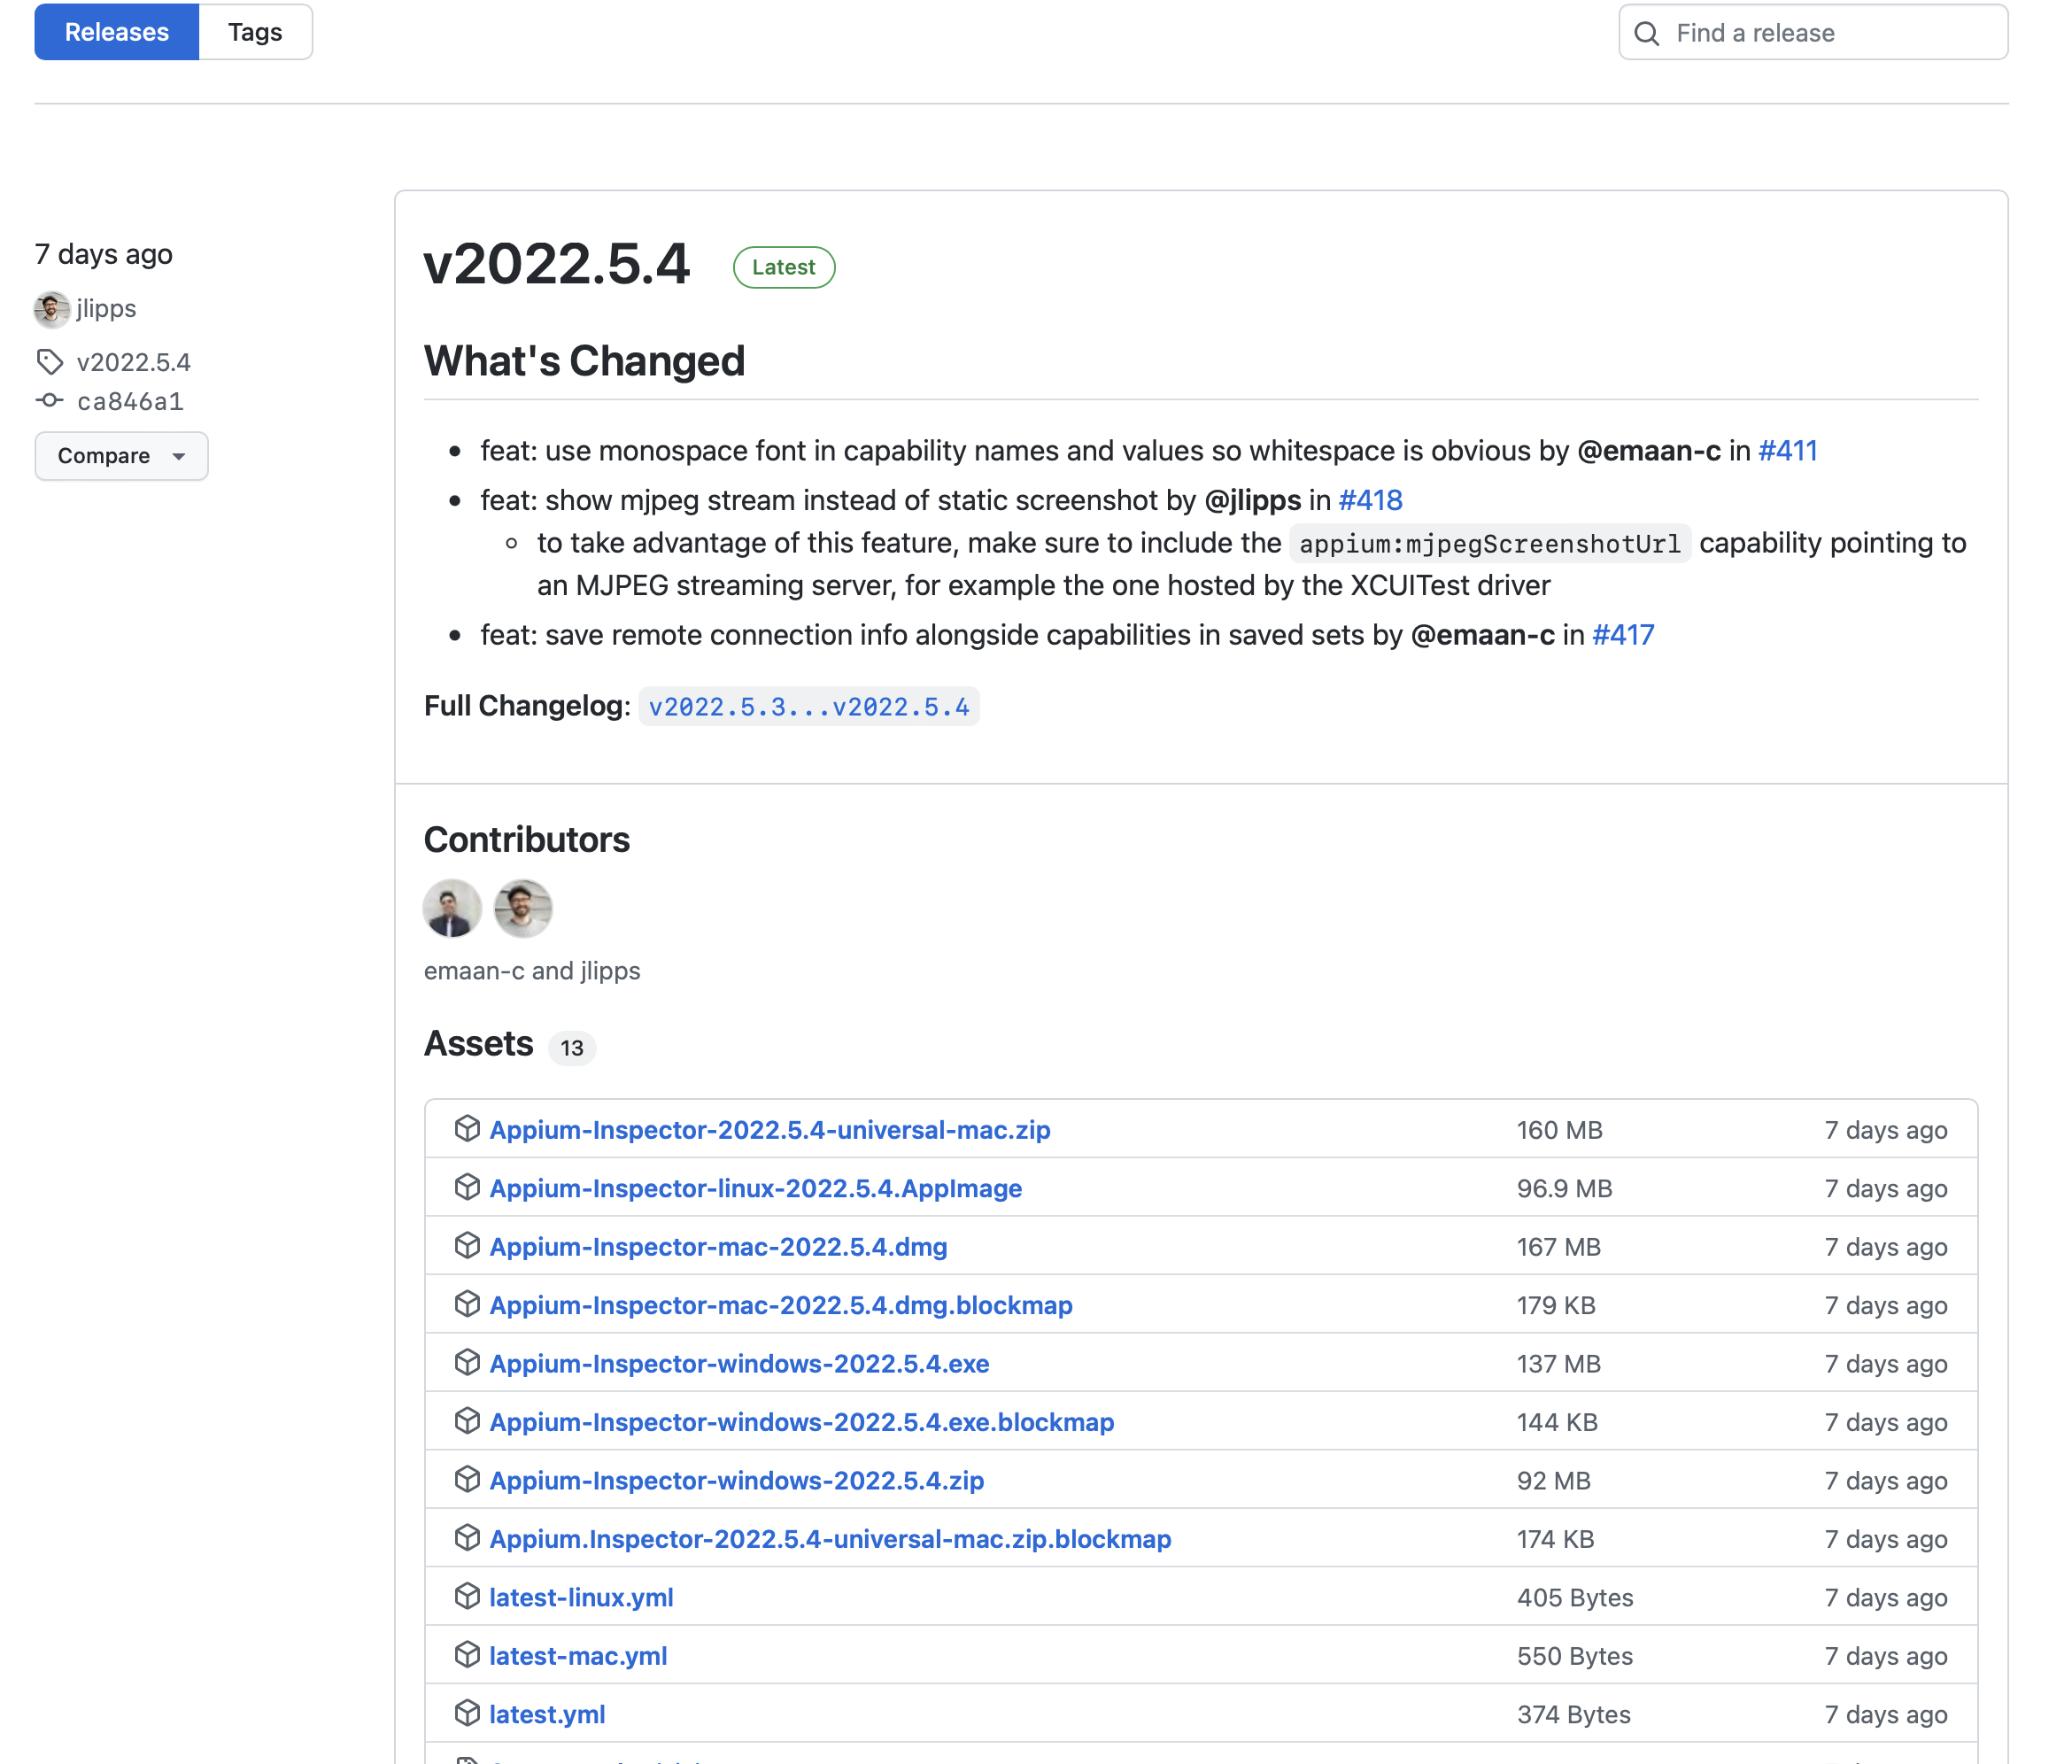 Releases
Tags
Find a release
7 days ago
jlipps
v2022.5.4
ca846a1
Compare
v2022.5.4
Latest
What's Changed
feat: use monospace font in capability names and values so whitespace is obvious by @emaan-c in #411
feat: show mjpeg stream instead of static screenshot by @jlipps in #418
to take advantage of this feature, make sure to include the appium:mjpegScreenshotUrl capability pointing to
an MJPEG streaming server, for example the one hosted by the XCUITest driver
feat: save remote connection info alongside capabilities in saved sets by @emaan-c in #417
Full Changelog: v2022.5.3...v2022.5.4
Contributors
emaan-c and jlipps
Assets 13
Appium-Inspector-2022.5.4-universal-mac.zip 160 MB 7 days ago
Appium-Inspector-linux-2022.5.4.AppImage 96.9 MB 7 days ago
Appium-Inspector-mac-2022.5.4.dmg 167 MB 7 days ago
Appium-Inspector-mac-2022.5.4.dmg.blockmap 179 KB 7 days ago
Appium-Inspector-windows-2022.5.4.exe 137 MB 7 days ago
Appium-Inspector-windows-2022.5.4.exe.blockmap 144 KB 7 days ago
Appium-Inspector-windows-2022.5.4.zip 92 MB 7 days ago
Appium.Inspector-2022.5.4-universal-mac.zip.blockmap 174 KB 7 days ago
latest-linux.yml 405 Bytes 7 days ago
latest-mac.yml 550 Bytes 7 days ago
latest.yml 374 Bytes 7 days ago